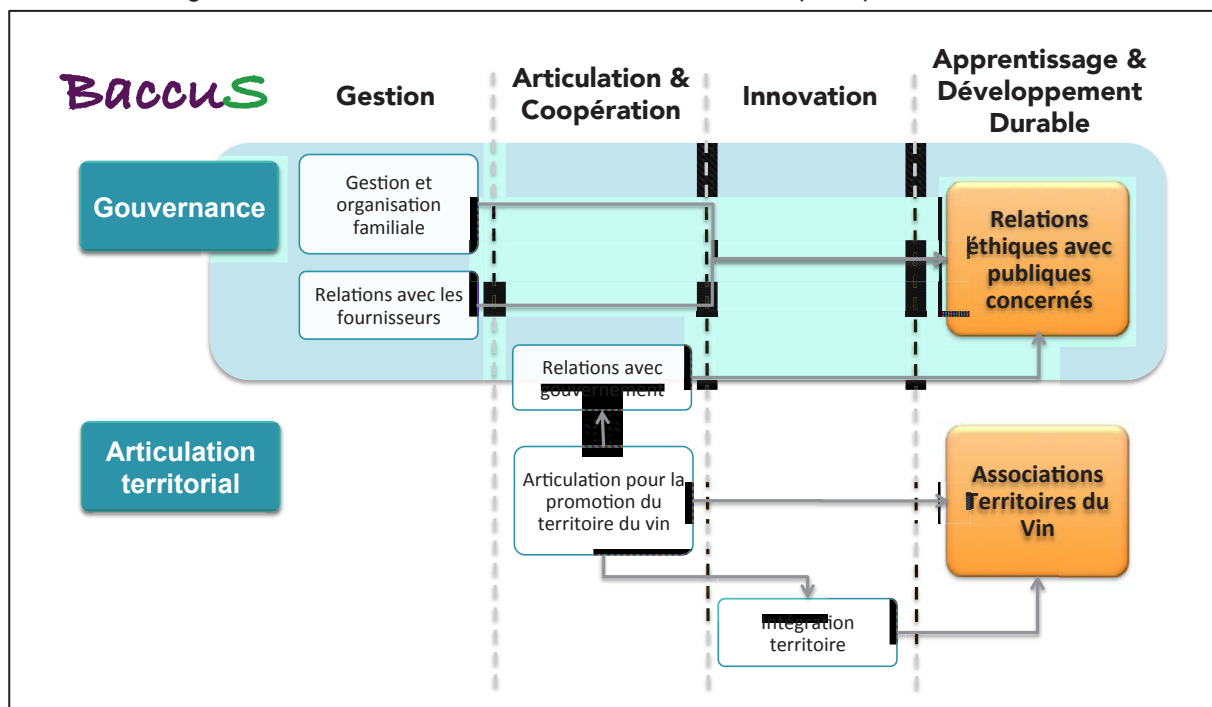 BaccuS
Gestion
Articulation &
Coopération
Innovation
Apprentissage &
Développement
Durable
Gouvernance
Gestion et
organisation
familiale
Relations avec les
fournisseurs
Relations
éthiques avec
publiques
concernés
Relations avec
gouvernement
Articulation
territorial
Articulation pour la
promotion du
territoire du vin
Associations
Territoires du
Vin
Intégration
territoire